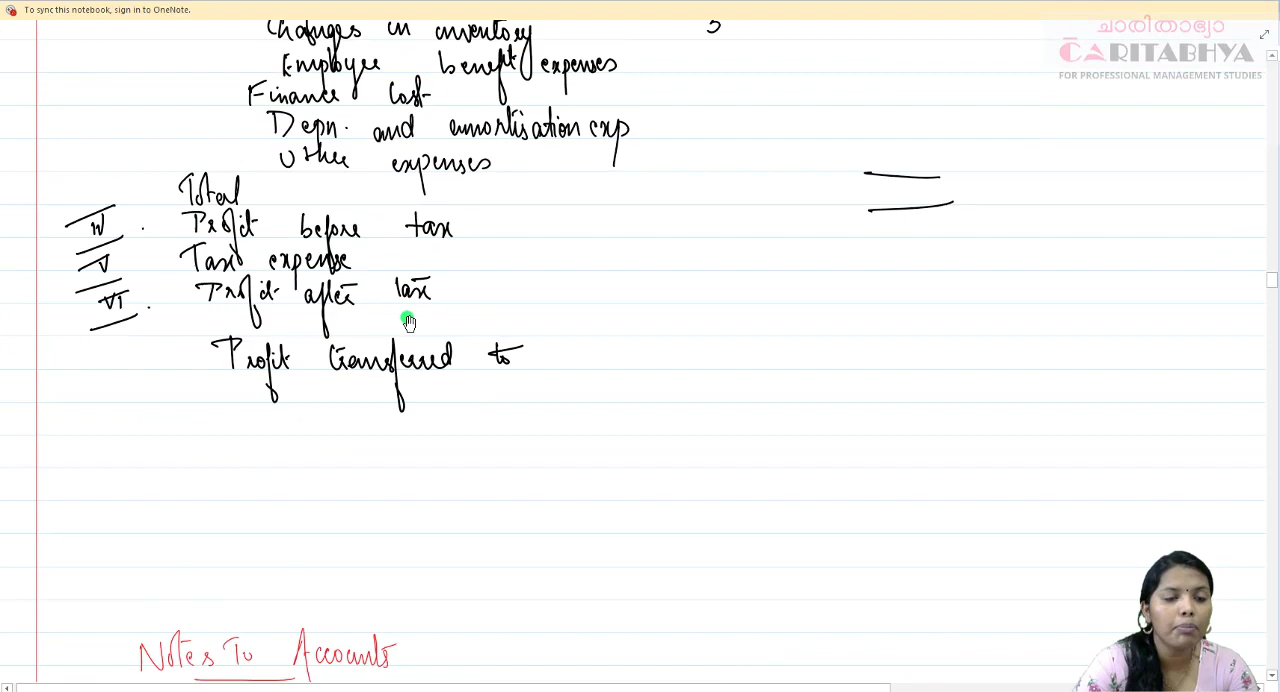 To sync this notebook, sign in to OneNote.
ചാരിതാഭ്യാ
CARITABHYA
FOR PROFESSIONAL MANAGEMENT STUDIES
Changes in inventory 3
Employee benefit expenses
Finance Cost
Depn. and amortisation exp
Other expenses
Total
IV. Profit before tax
V Tax expense
VI. Profit after tax
Profit transferred to
Notes To Accounts